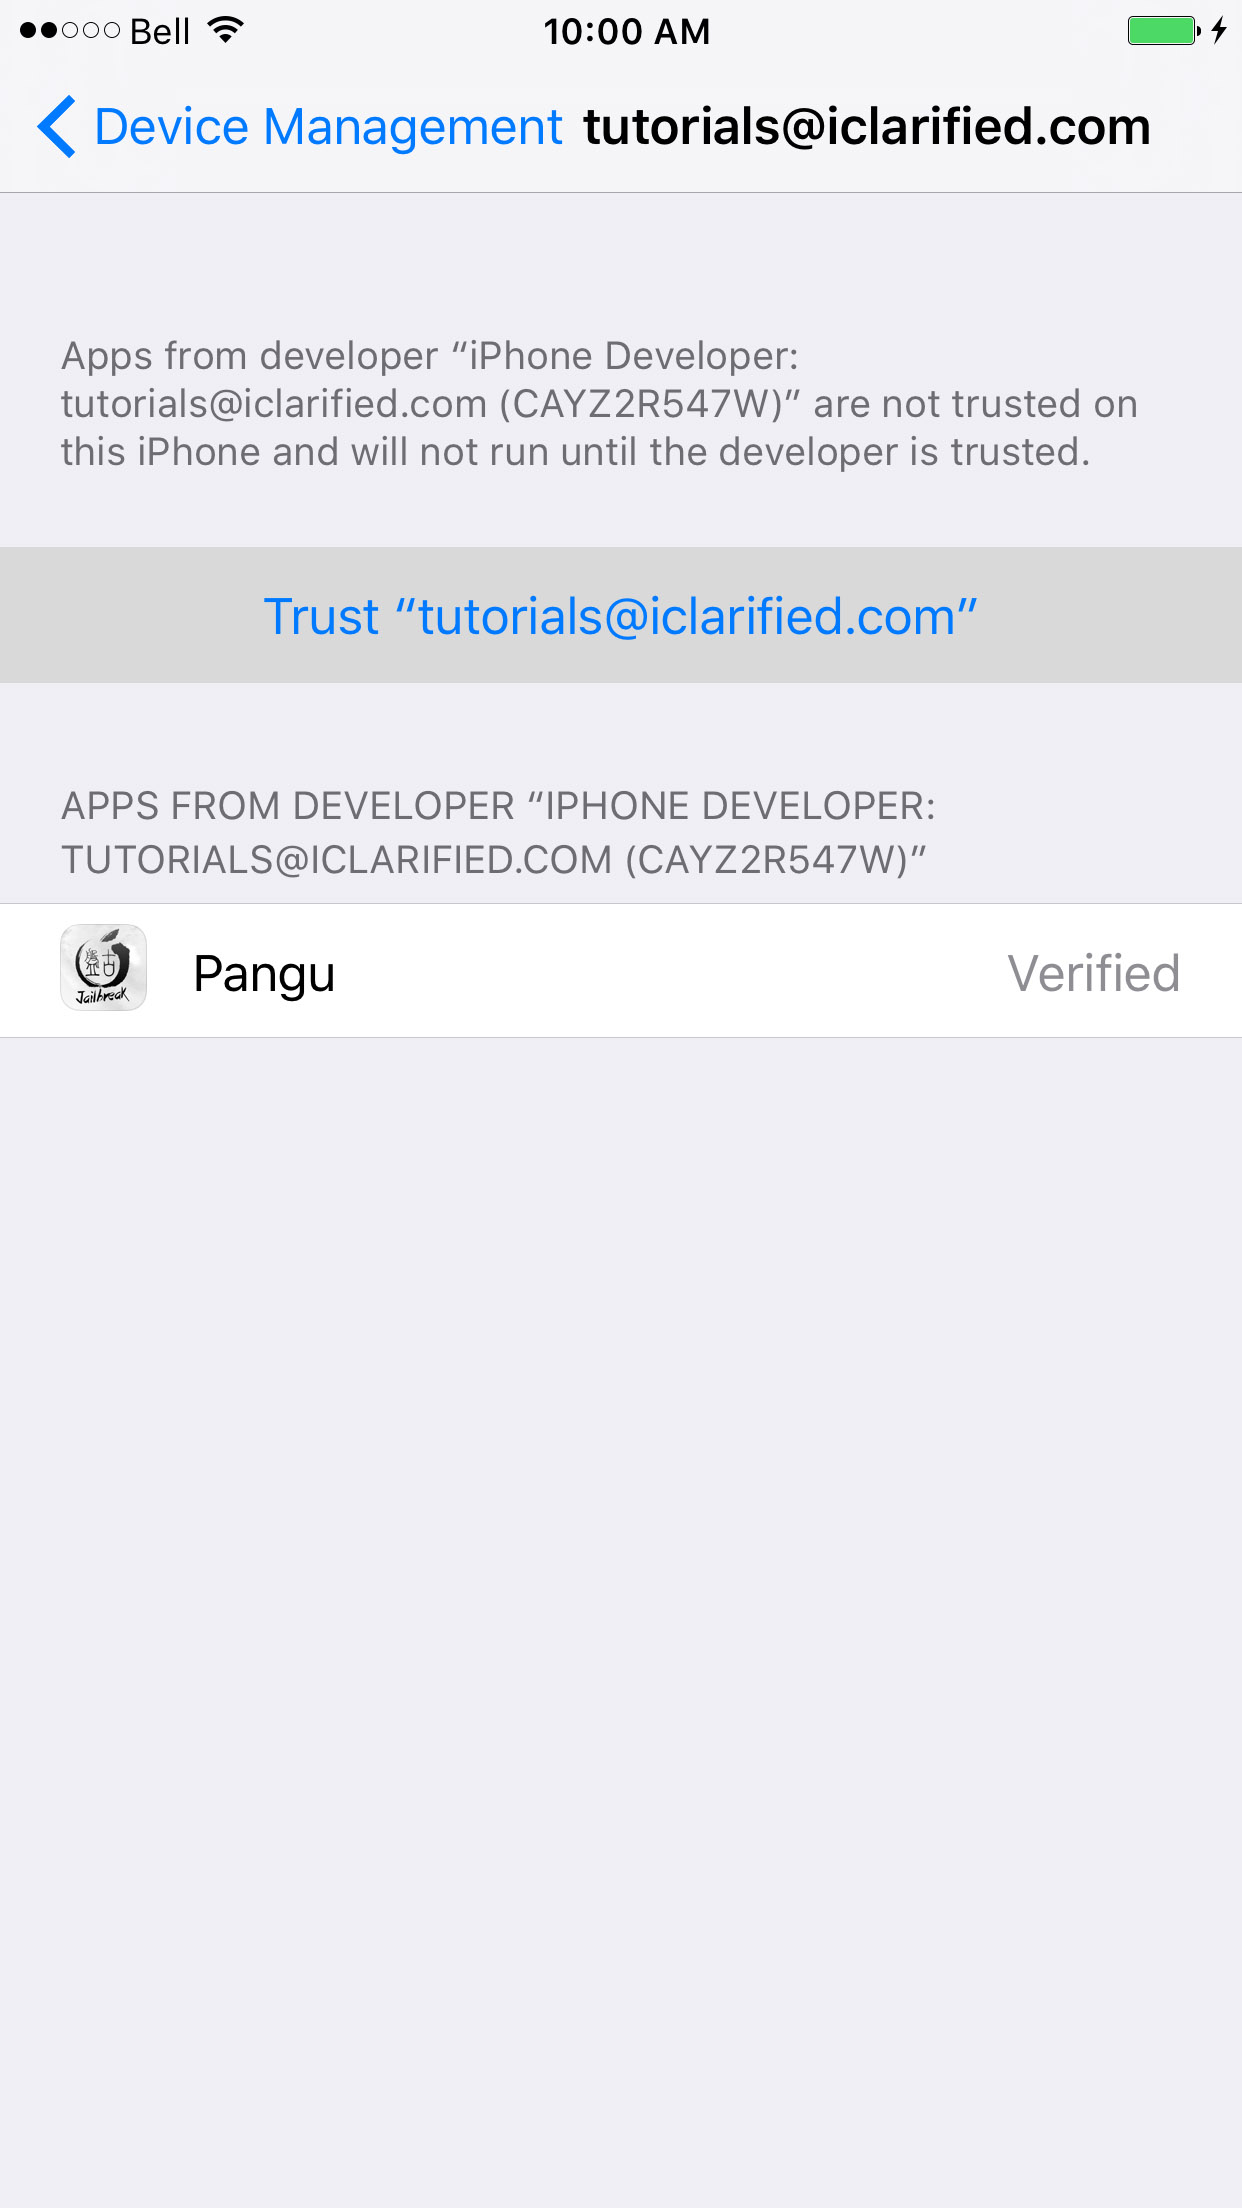 Bell 10:00 AM
Device Management tutorials@iclarified.com
Apps from developer “iPhone Developer:
tutorials@iclarified.com (CAYZ2R547W)” are not trusted on
this iPhone and will not run until the developer is trusted.
Trust “tutorials@iclarified.com”
APPS FROM DEVELOPER “IPHONE DEVELOPER:
TUTORIALS@ICLARIFIED.COM (CAYZ2R547W)”
Jailbreak
Pangu Verified